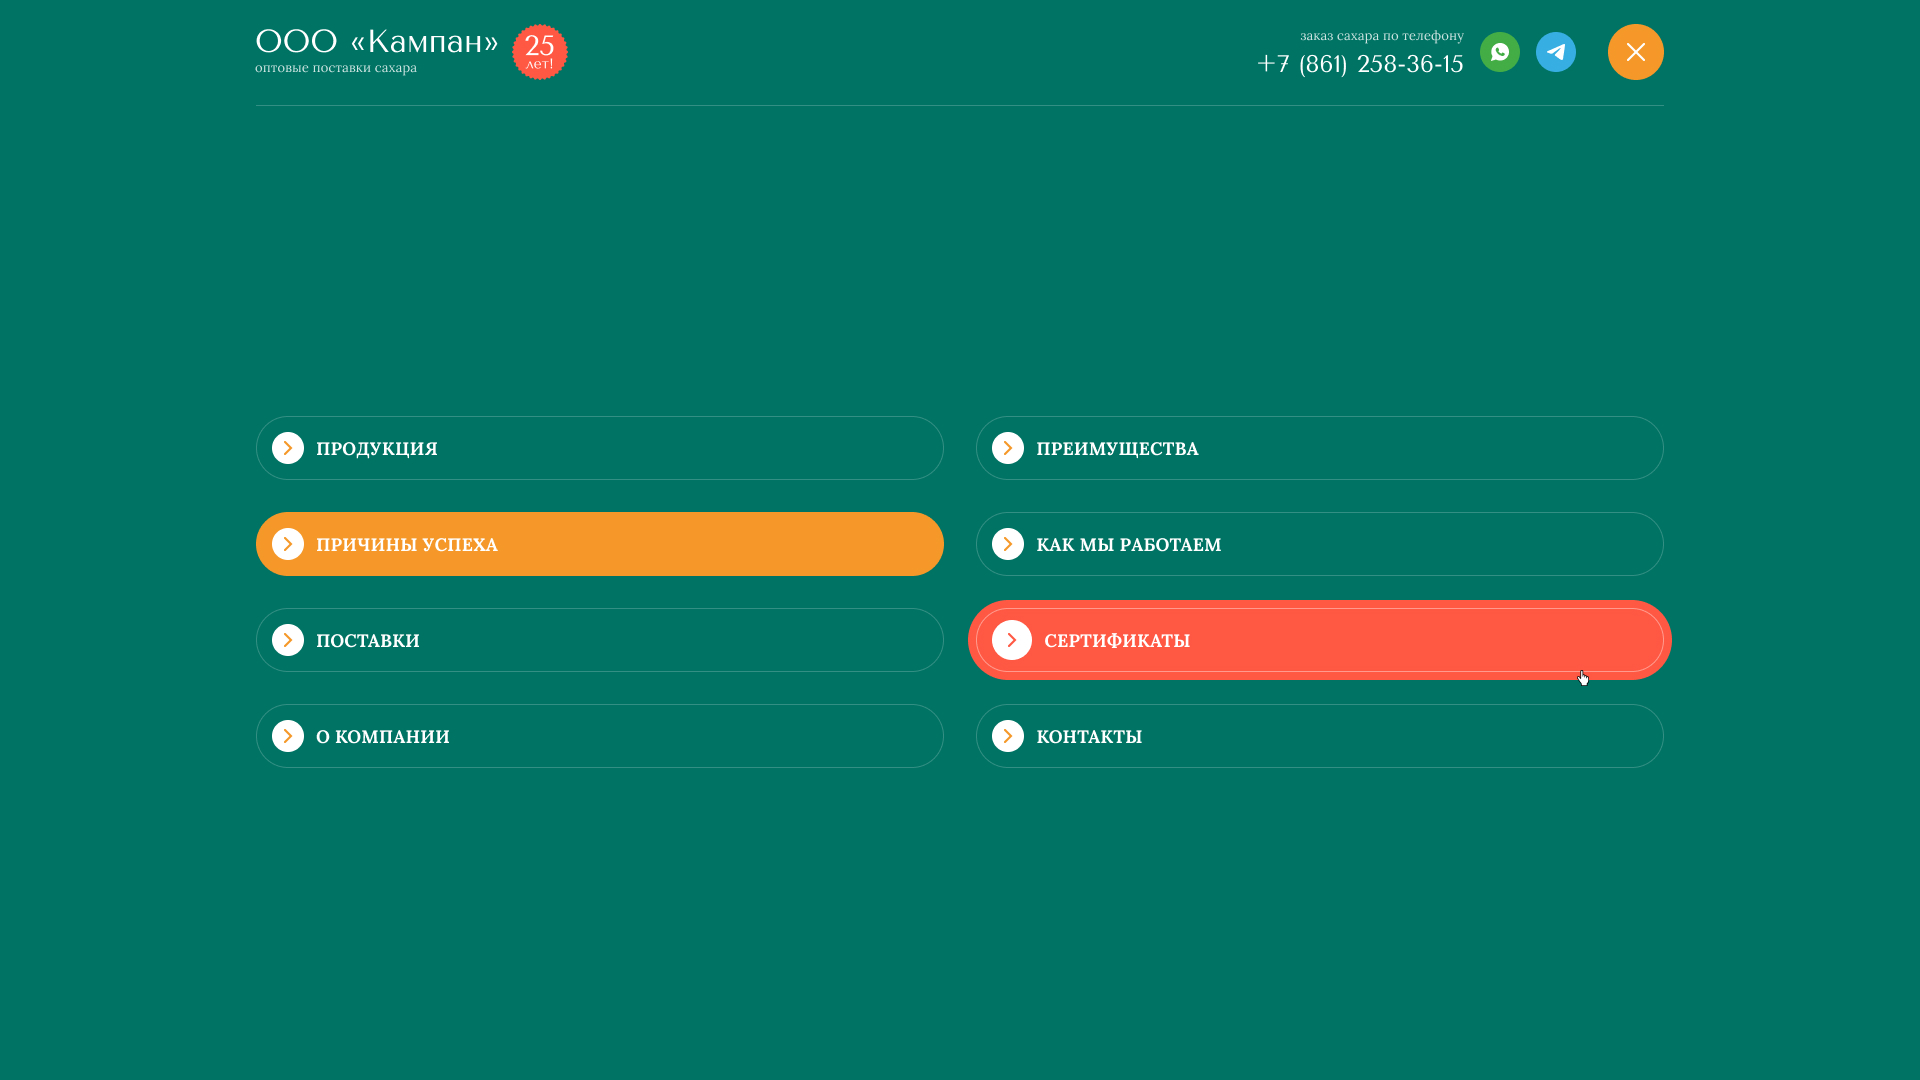 ООО «Кампан»
оптовые поставки сахара
25
лет!
заказ сахара по телефону
+7 (861) 258-36-15
ПРОДУКЦИЯ
ПРЕИМУЩЕСТВА
ПРИЧИНЫ УСПЕХА
КАК МЫ РАБОТАЕМ
ПОСТАВКИ
СЕРТИФИКАТЫ
О КОМПАНИИ
КОНТАКТЫ